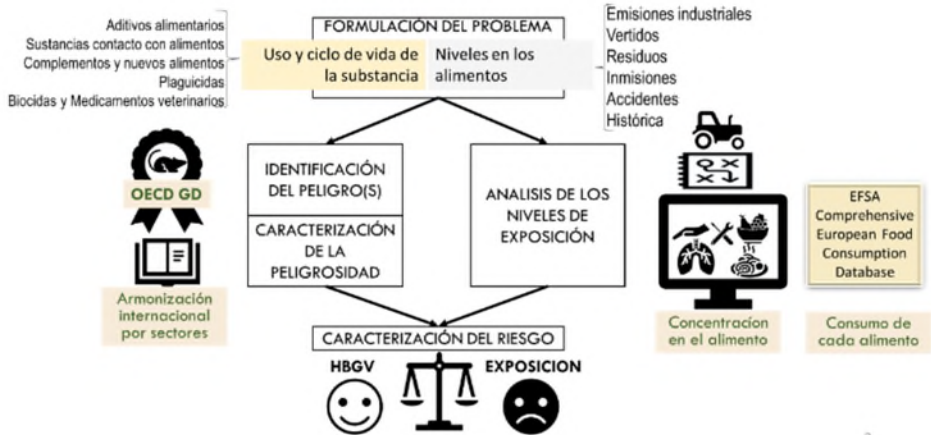 FORMULACIÓN DEL PROBLEMA
Aditivos alimentarios
Sustancias contacto con alimentos
Complementos y nuevos alimentos
Plaguicidas
Biocidas y Medicamentos veterinarios
Uso y ciclo de vida de
la substancia
Niveles en los
alimentos
Emisiones industriales
Vertidos
Residuos
Inmisiones
Accidentes
Histórica
OECD GD
Armonización
internacional
por sectores
IDENTIFICACIÓN
DEL PELIGRO(S)
CARACTERIZACIÓN
DE LA
PELIGROSIDAD
ANALISIS DE LOS
NIVELES DE
EXPOSICIÓN
EFSA
Comprehensive
European Food
Consumption
Database
Concentracíon
en el alimento
Consumo de
cada alimento
CARACTERIZACIÓN DEL RIESGO
HBGV
EXPOSICION